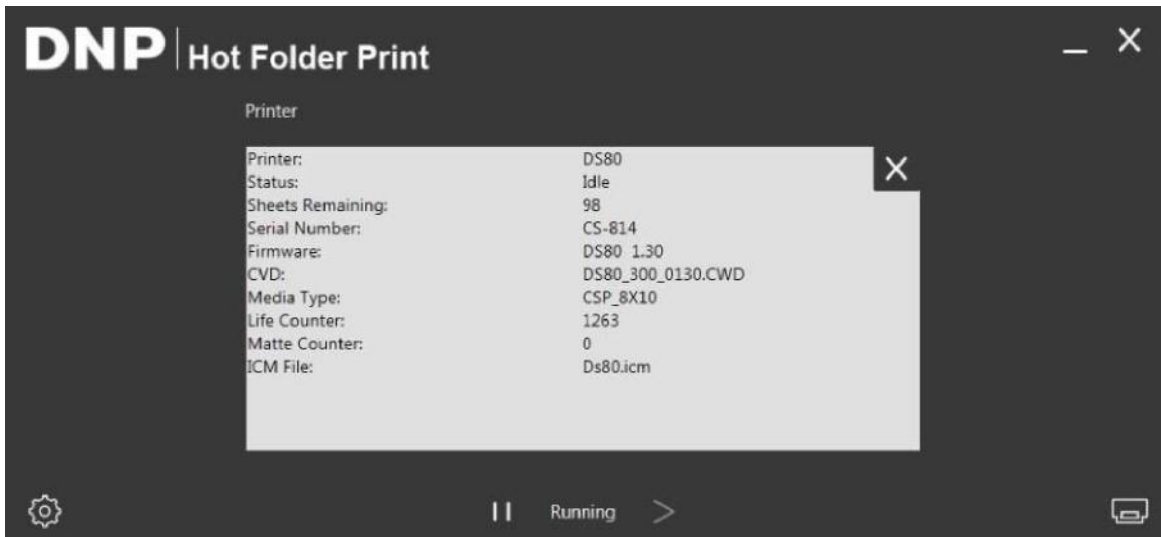 DNP Hot Folder Print
Printer
Printer: DS80
Status: Idle
Sheets Remaining: 98
Serial Number: CS-814
Firmware: DS80 1.30
CVD: DS80_300_0130.CWD
Media Type: CSP_8X10
Life Counter: 1263
Matte Counter: 0
ICM File: Ds80.icm
Running